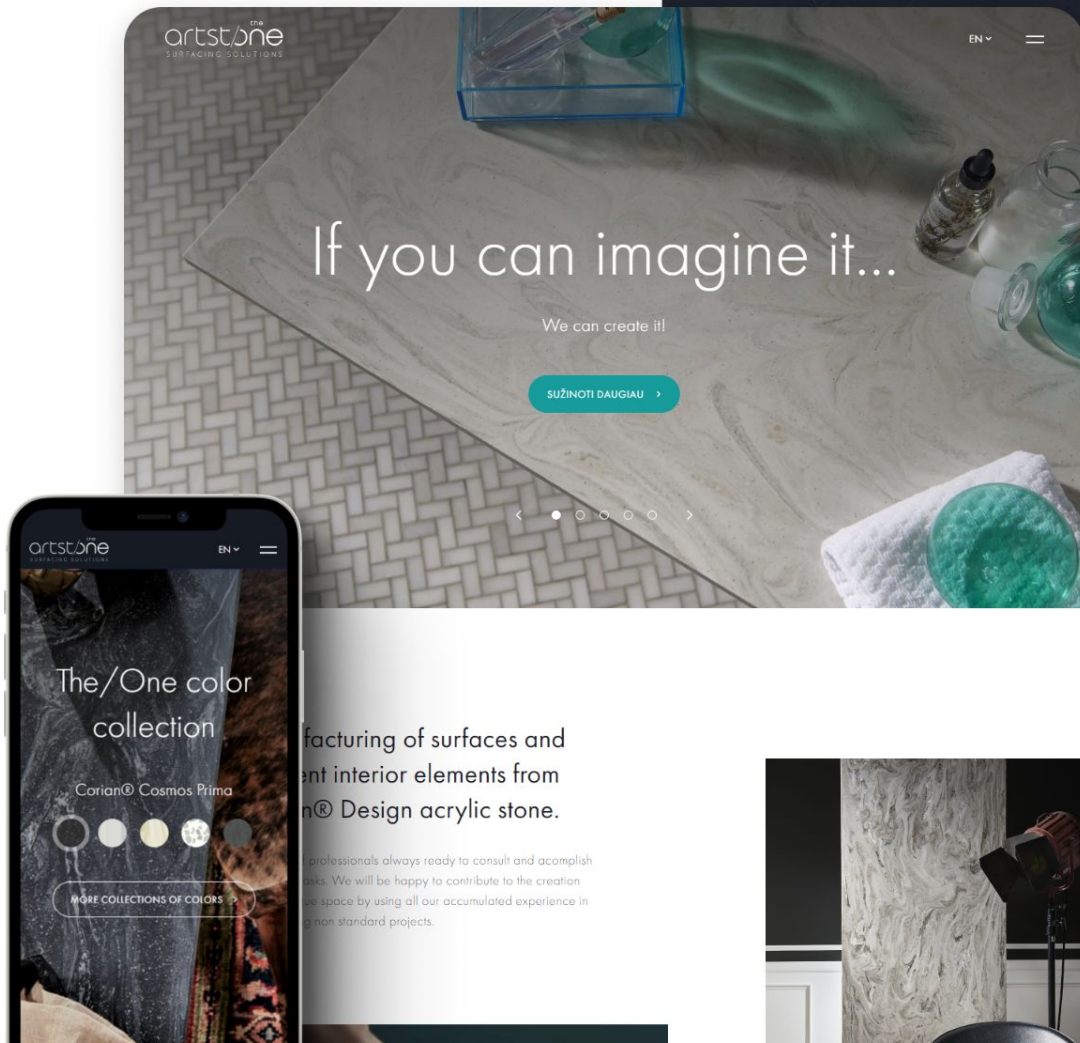 the
artstone
SURFACING SOLUTIONS
EN
If you can imagine it...
We can create it!
SUŽINOTI DAUGIAU
the
artstone
SURFACING SOLUTIONS
EN
The/One color
collection
Corian® Cosmos Prima
MORE COLLECTIONS OF COLORS
facturing of surfaces and
ent interior elements from
n® Design acrylic stone.
professionals always ready to consult and acomplish
asks. We will be happy to contribute to the creation
ue space by using all our accumulated experience in
g non standard projects.